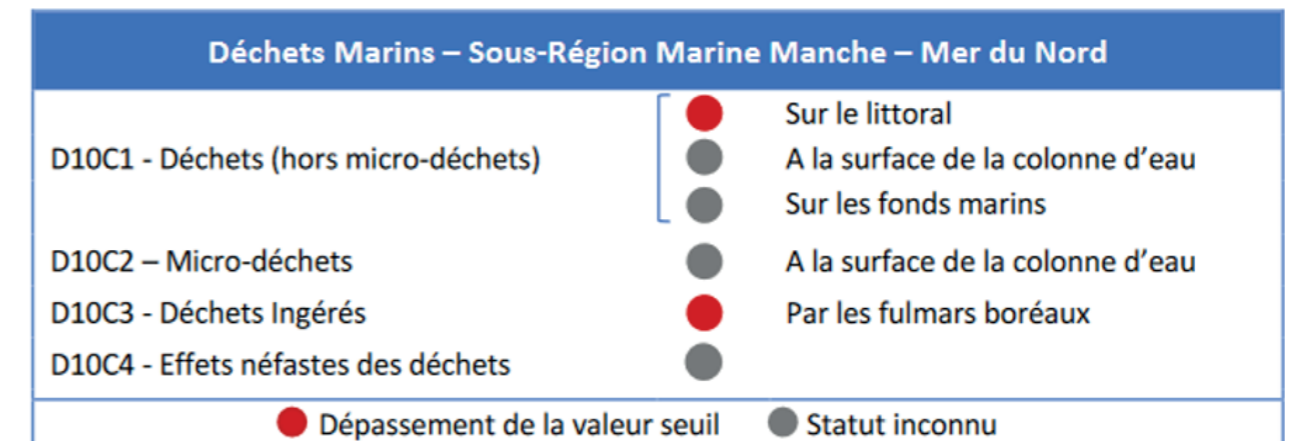 Déchets Marins – Sous-Région Marine Manche – Mer du Nord
D10C1 - Déchets (hors micro-déchets)
Sur le littoral
A la surface de la colonne d'eau
Sur les fonds marins
D10C2 – Micro-déchets A la surface de la colonne d'eau
D10C3 - Déchets Ingérés Par les fulmars boréaux
D10C4 - Effets néfastes des déchets
Dépassement de la valeur seuil Statut inconnu